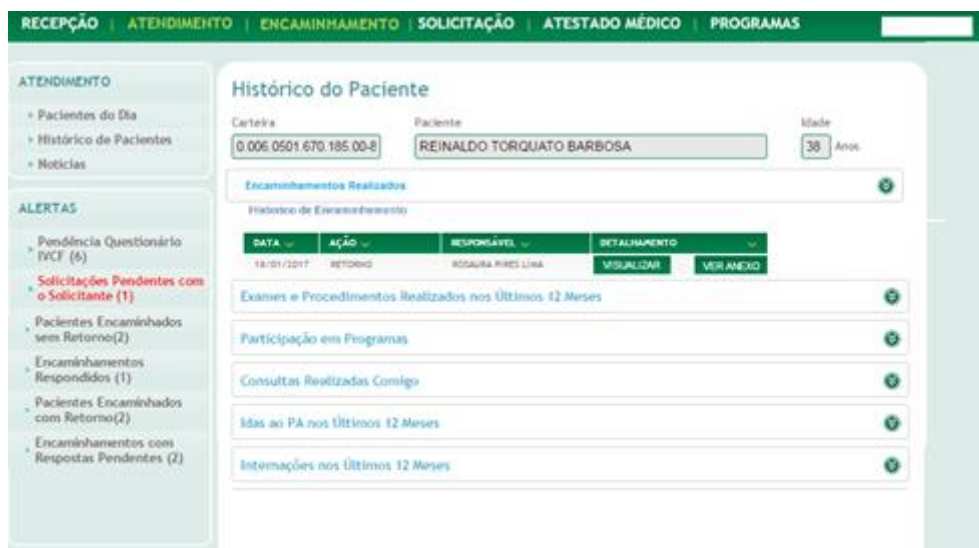 RECEPÇÃO | ATENDIMENTO | ENCAMINHAMENTO | SOLICITAÇÃO | ATESTADO MÉDICO | PROGRAMAS
ATENDIMENTO
Pacientes do Dia
Histórico de Pacientes
Notícias
ALERTAS
Pendência Questionário
IVCF (6)
Solicitações Pendentes com
o Solicitante (1)
Pacientes Encaminhados
sem Retorno(2)
Encaminhamentos
Respondidos (1)
Pacientes Encaminhados
com Retorno(2)
Encaminhamentos com
Respostas Pendentes (2)
Histórico do Paciente
Carteira Paciente Idade
0.006.0501.670.185.00-8 REINALDO TORQUATO BARBOSA 38 Anos
Encaminhamentos Realizados
Histórico de Encaminhamento
DATA AÇÃO RESPONSÁVEL DETALHAMENTO
18/01/2017 RETORNO ROSAURA PIRES LIMA VISUALIZAR VER ANEXO
Exames e Procedimentos Realizados nos Últimos 12 Meses
Participação em Programas
Consultas Realizadas Comigo
Idas ao PA nos Últimos 12 Meses
Internações nos Últimos 12 Meses